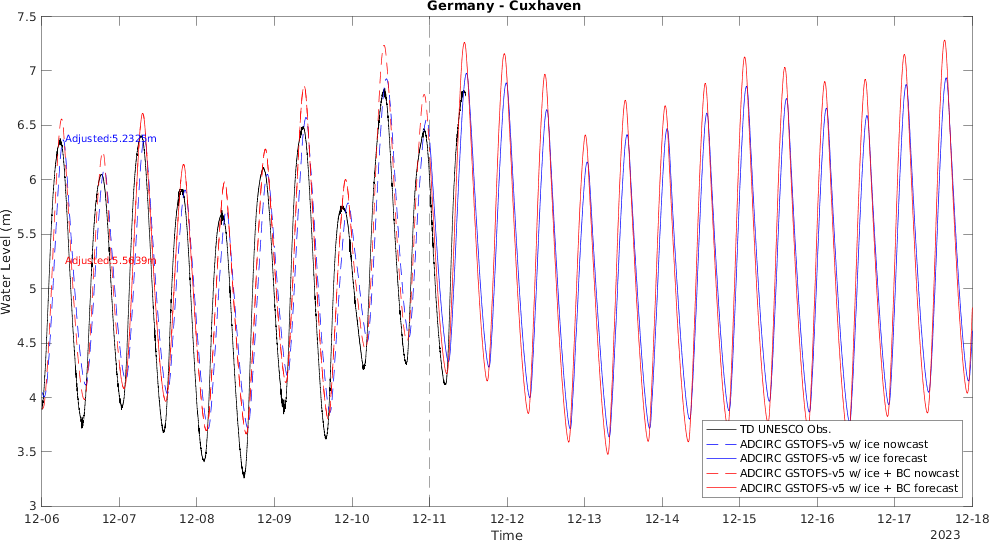 Germany - Cuxhaven
7.5
7
6.5
6
5.5
5
4.5
4
3.5
3
Water Level (m)
Adjusted:5.2325m
Adjusted:5.5639m
TD UNESCO Obs.
ADCIRC GSTOFS-v5 w/ ice nowcast
ADCIRC GSTOFS-v5 w/ ice forecast
ADCIRC GSTOFS-v5 w/ ice + BC nowcast
ADCIRC GSTOFS-v5 w/ ice + BC forecast
12-06 12-07 12-08 12-09 12-10 12-11 12-12 12-13 12-14 12-15 12-16 12-17 12-18
Time
2023